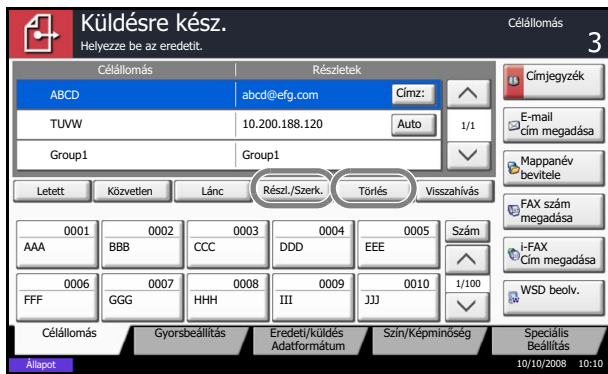 Küldésre kész.
Helyezze be az eredetit.
Célállomás
3
Célállomás Részletek
ABCD abcd@efg.com Címz:
TUVW 10.200.188.120 Auto 1/1
Group1 Group1
Letett Közvetlen Lánc Részl./Szerk. Törlés Visszahívás
0001 0002 0003 0004 0005 Szám
AAA BBB CCC DDD EEE
0006 0007 0008 0009 0010 1/100
FFF GGG HHH III JJJ
Címjegyzék
E-mail
cím megadása
Mappanév
bevitele
FAX szám
megadása
i-FAX
Cím megadása
WSD beolv.
Célállomás Gyorsbeállítás Eredeti/küldés
Adatformátum Szín/Képminőség Speciális
Beállítás
Állapot 10/10/2008 10:10